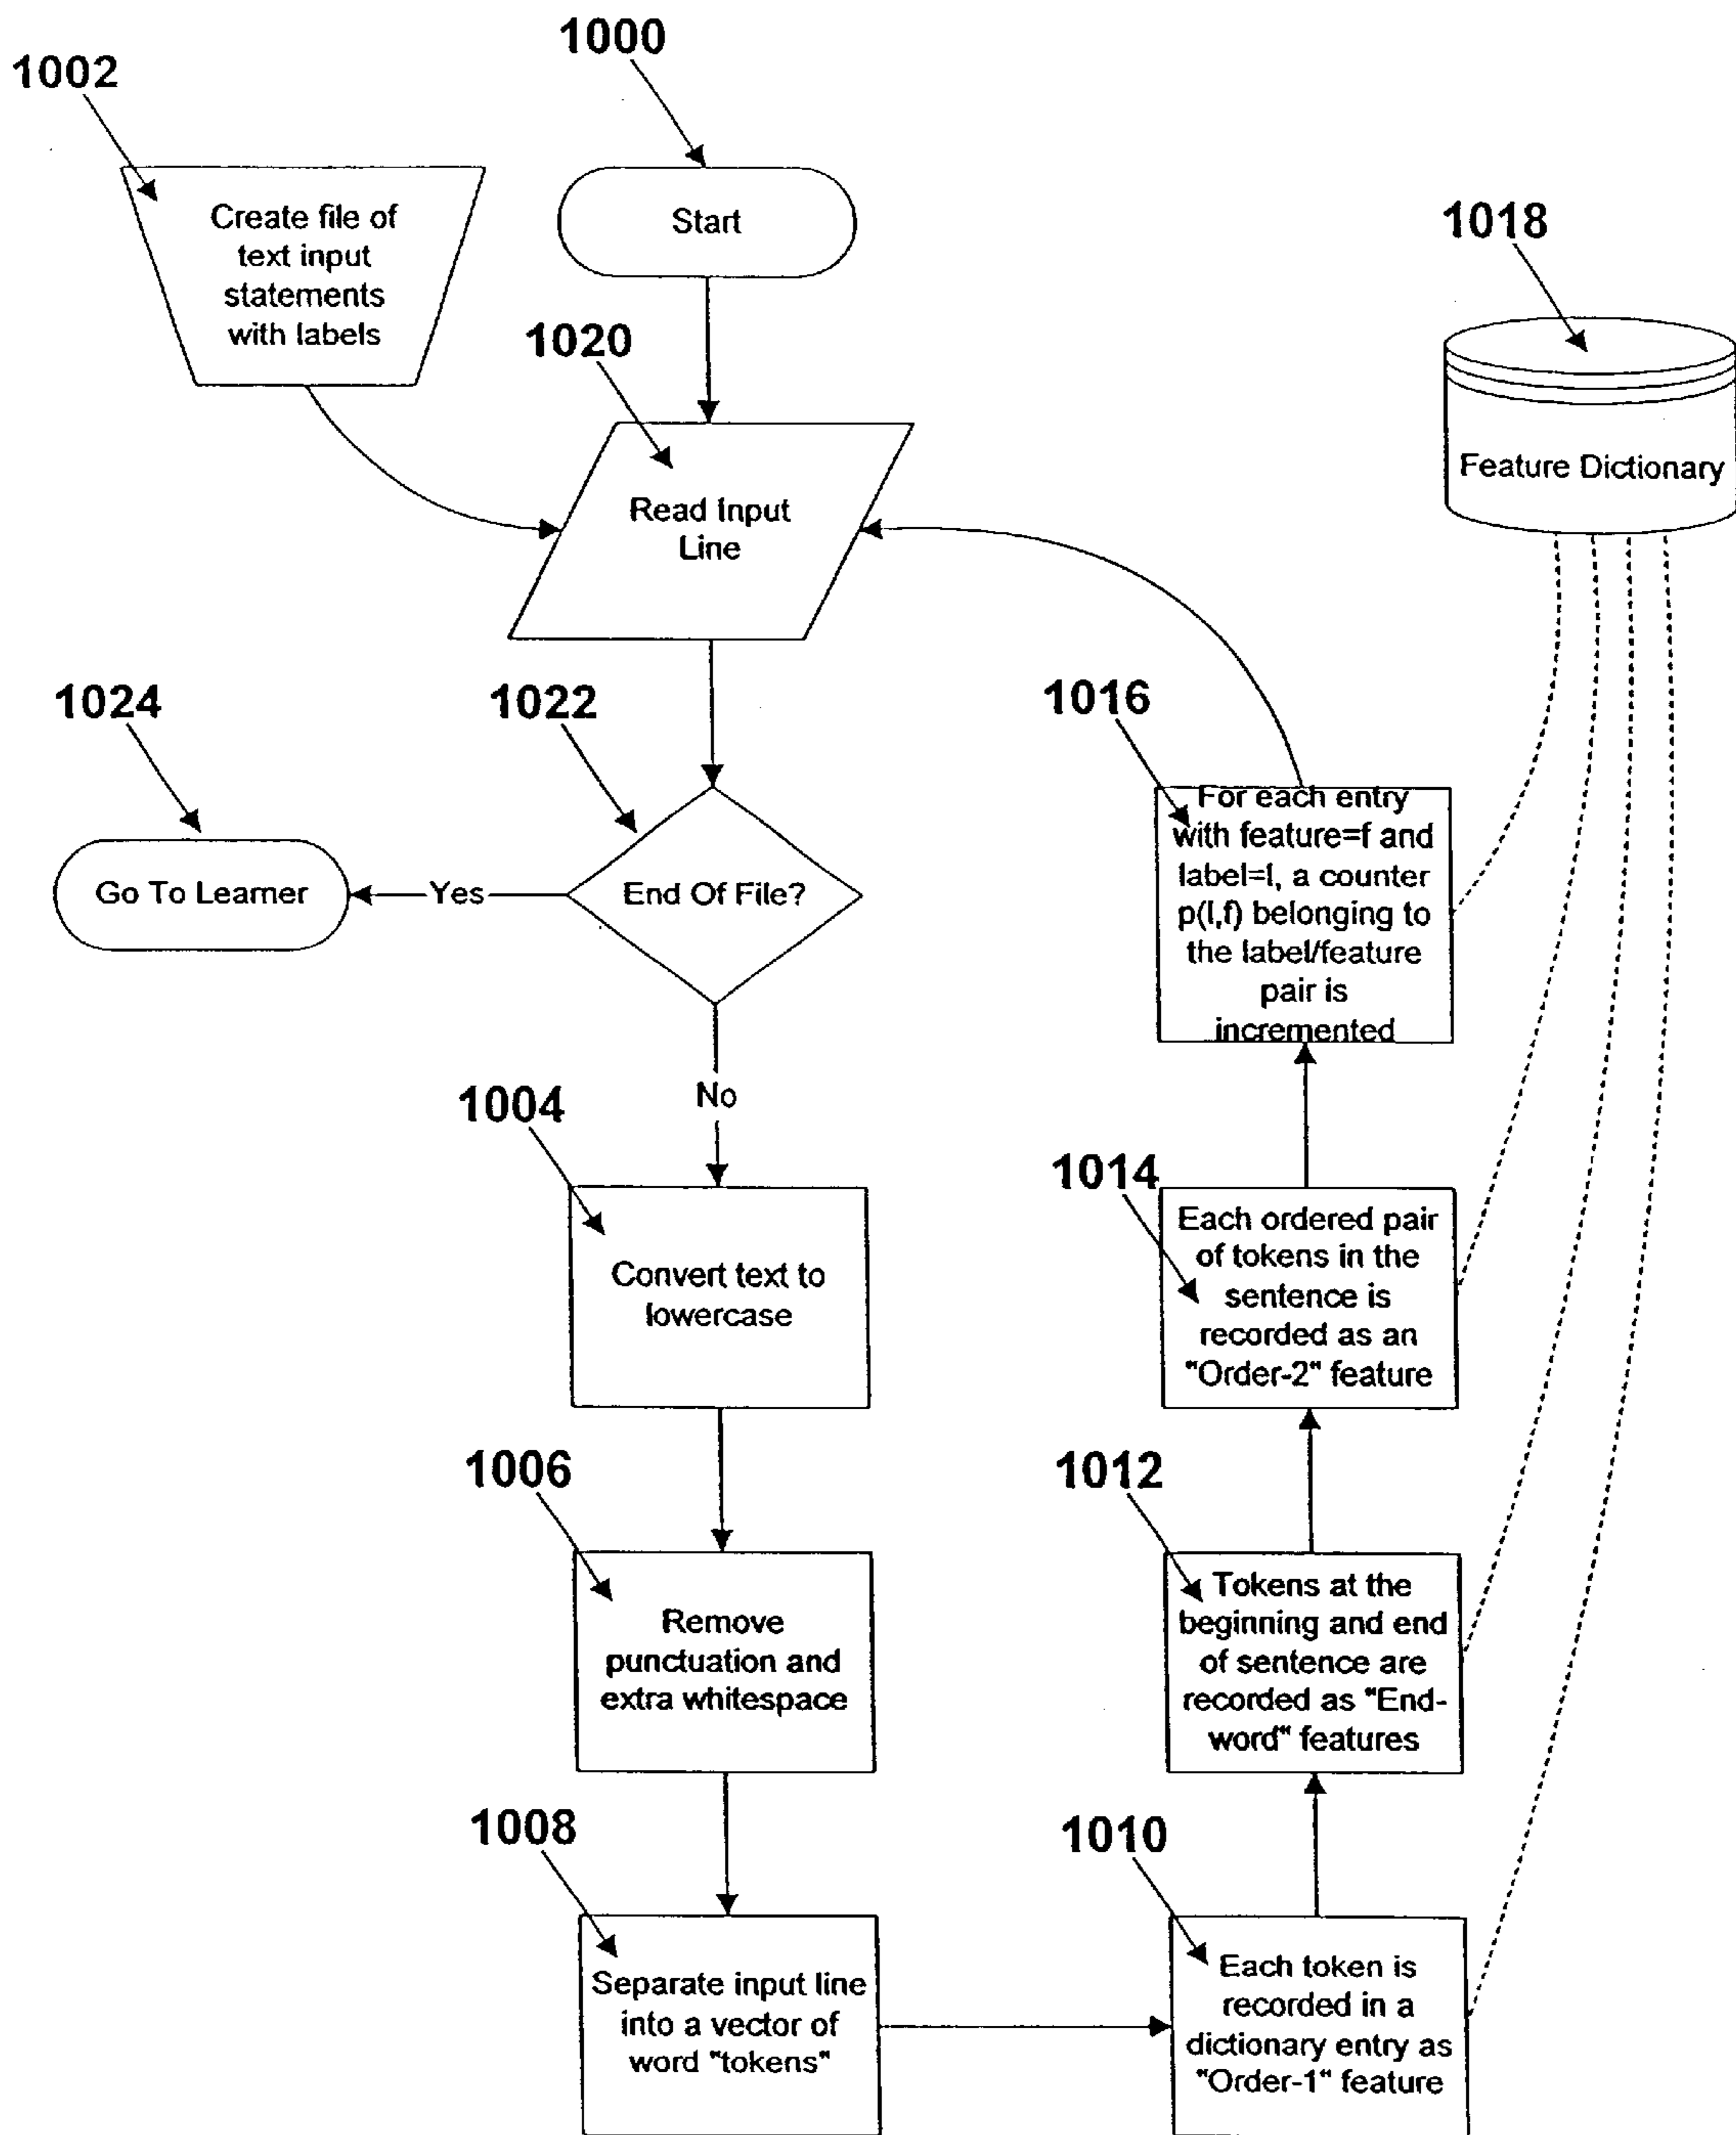 1000
1002
Start
Create file of
text input
statements
with labels
1018
1020
Feature Dictionary
Read Input
Line
1024
1022
1016
Go To Learner
Yes
End Of File?
For each entry
with feature=f and
label=l, a counter
p(l,f) belonging to
the label/feature
pair is
incremented
No
1004
1014
Convert text to
lowercase
Each ordered pair
of tokens in the
sentence is
recorded as an
"Order-2" feature
1006
1012
Remove
punctuation and
extra whitespace
Tokens at the
beginning and end
of sentence are
recorded as "End-
word" features
1008
1010
Separate input line
into a vector of
word "tokens"
Each token is
recorded in a
dictionary entry as
"Order-1" feature